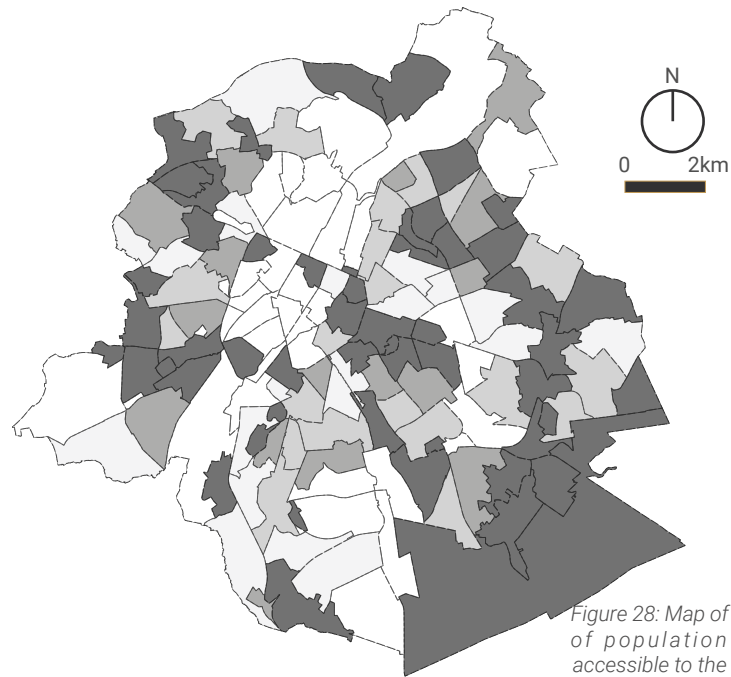 N
0 2km
Figure 28: Map of
of population
accessible to the